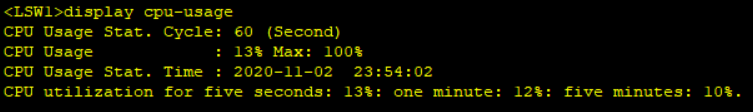 <LSW1>display cpu-usage
CPU Usage Stat. Cycle: 60 (Second)
CPU Usage            : 13% Max: 100%
CPU Usage Stat. Time : 2020-11-02  23:54:02
CPU utilization for five seconds: 13%: one minute: 12%: five minutes: 10%.